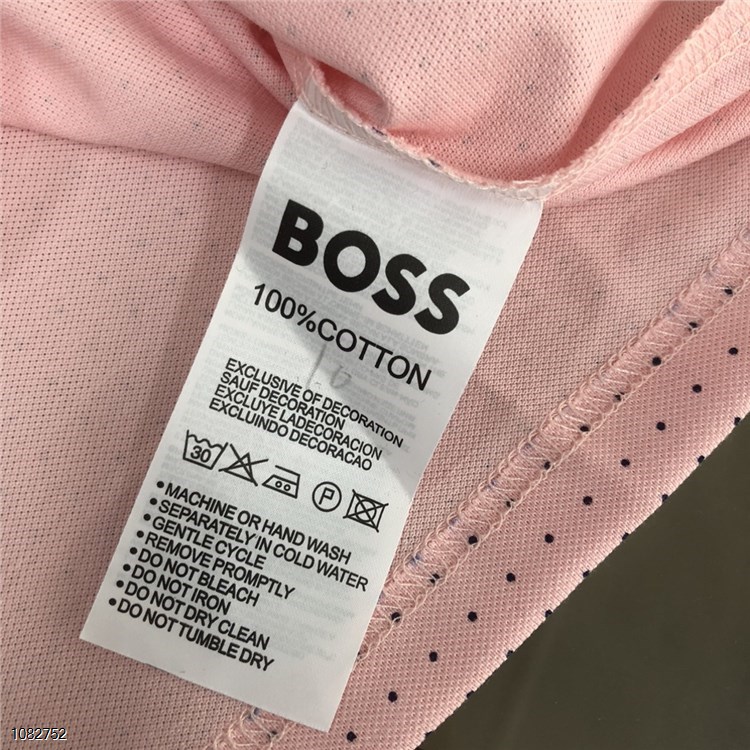 BOSS
100%COTTON
10
EXCLUSIVE OF DECORATION
SAUF DECORATION
EXCLUYE LADECORACION
EXCLUINDO DECORACAO
30
P
•MACHINE OR HAND WASH
•SEPARATELY IN COLD WATER
•GENTLE CYCLE
•REMOVE PROMPTLY
•DO NOT BLEACH
•DO NOT IRON
•DO NOT DRY CLEAN
•DO NOT TUMBLE DRY
1082752